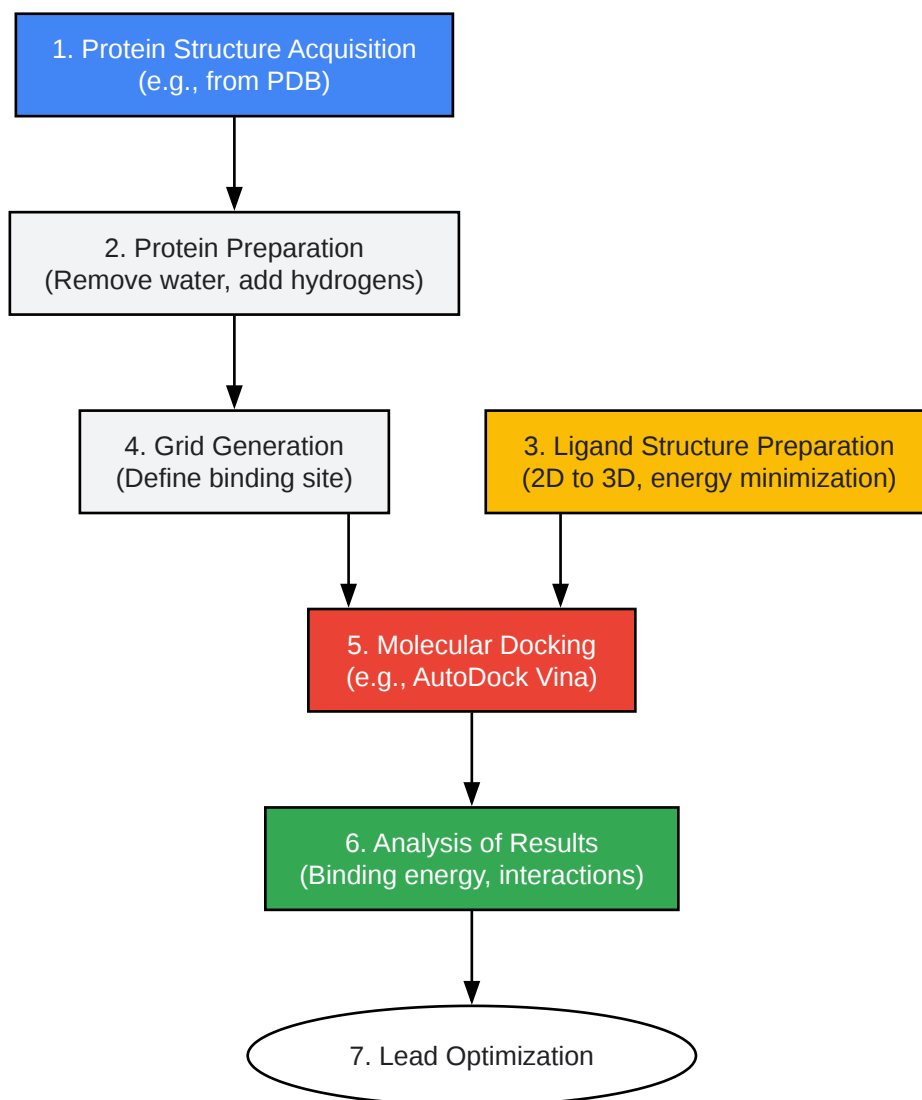 1. Protein Structure Acquisition
(e.g., from PDB)
2. Protein Preparation
(Remove water, add hydrogens)
4. Grid Generation
(Define binding site)
3. Ligand Structure Preparation
(2D to 3D, energy minimization)
5. Molecular Docking
(e.g., AutoDock Vina)
6. Analysis of Results
(Binding energy, interactions)
7. Lead Optimization